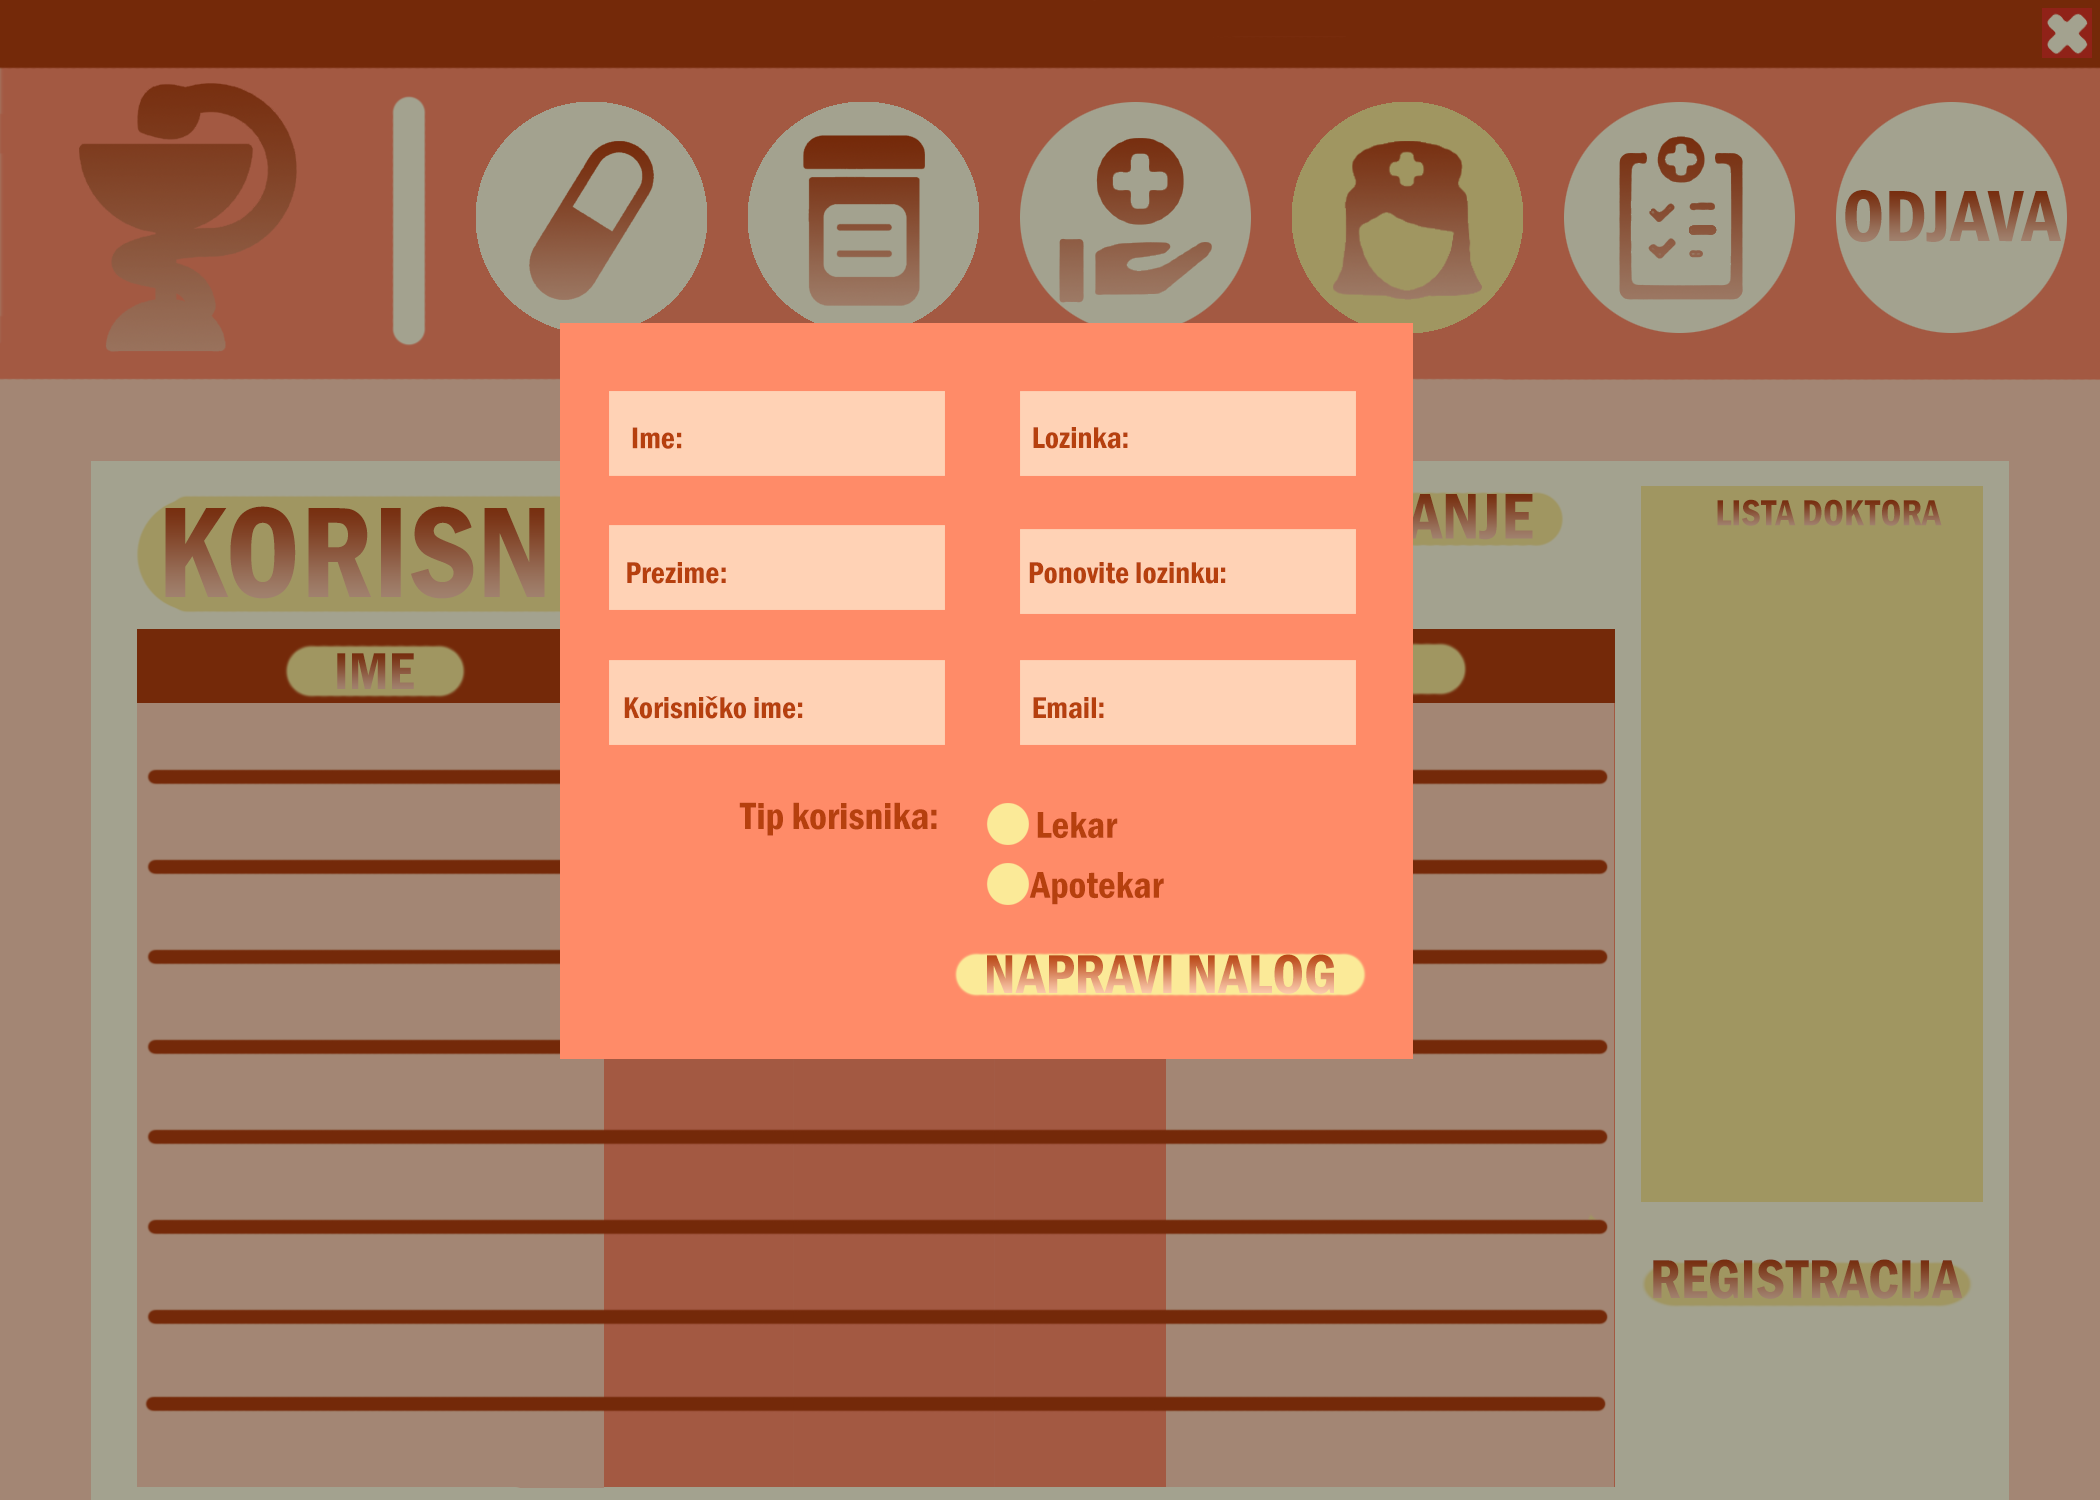 ODJAVA
Ime:
Lozinka:
Prezime:
Ponovite lozinku:
Korisničko ime:
Email:
Tip korisnika:
Lekar
Apotekar
NAPRAVI NALOG
KORISN
ANJE
IME
LISTA DOKTORA
REGISTRACIJA